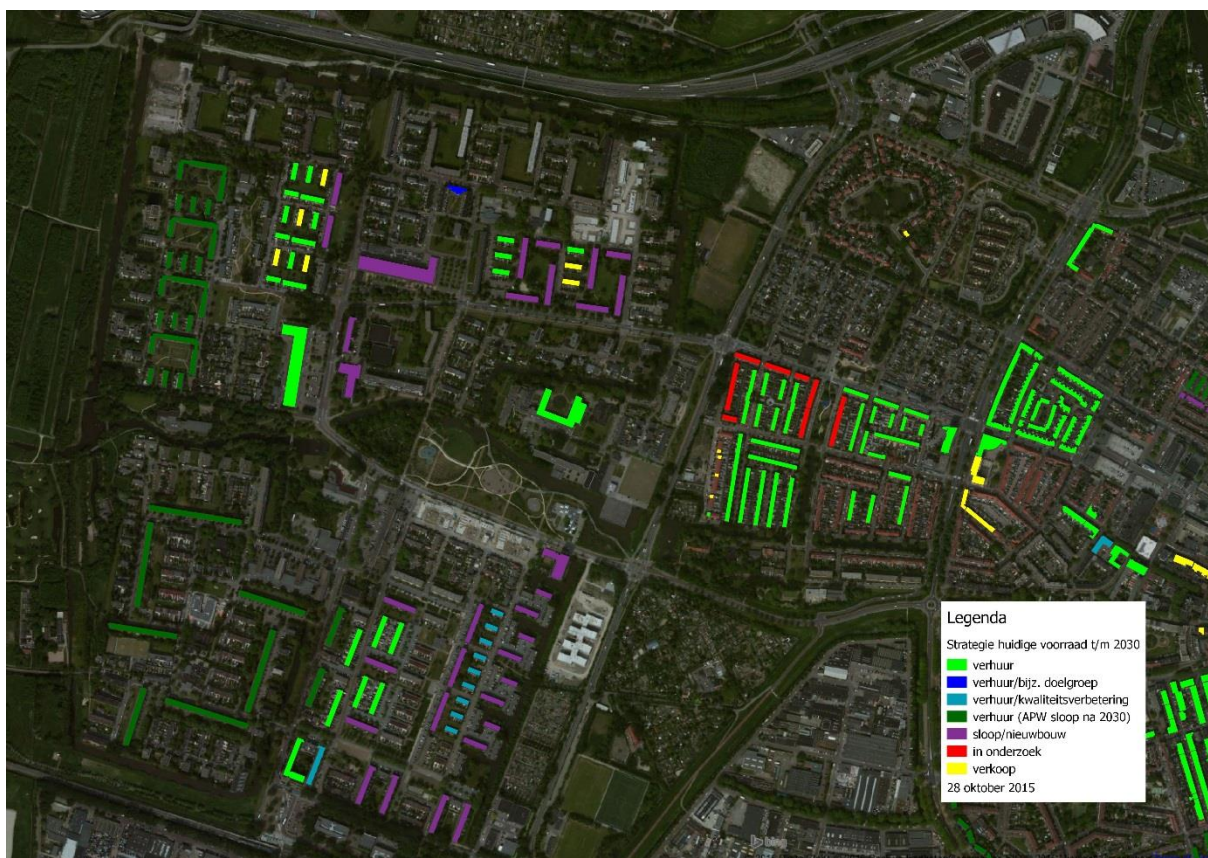 Legenda
Strategie huidige voorraad t/m 2030
verhuur
verhuur/bijz. doelgroep
verhuur/kwaliteitsverbetering
verhuur (APW sloop na 2030)
sloop/nieuwbouw
in onderzoek
verkoop
28 oktober 2015
bing